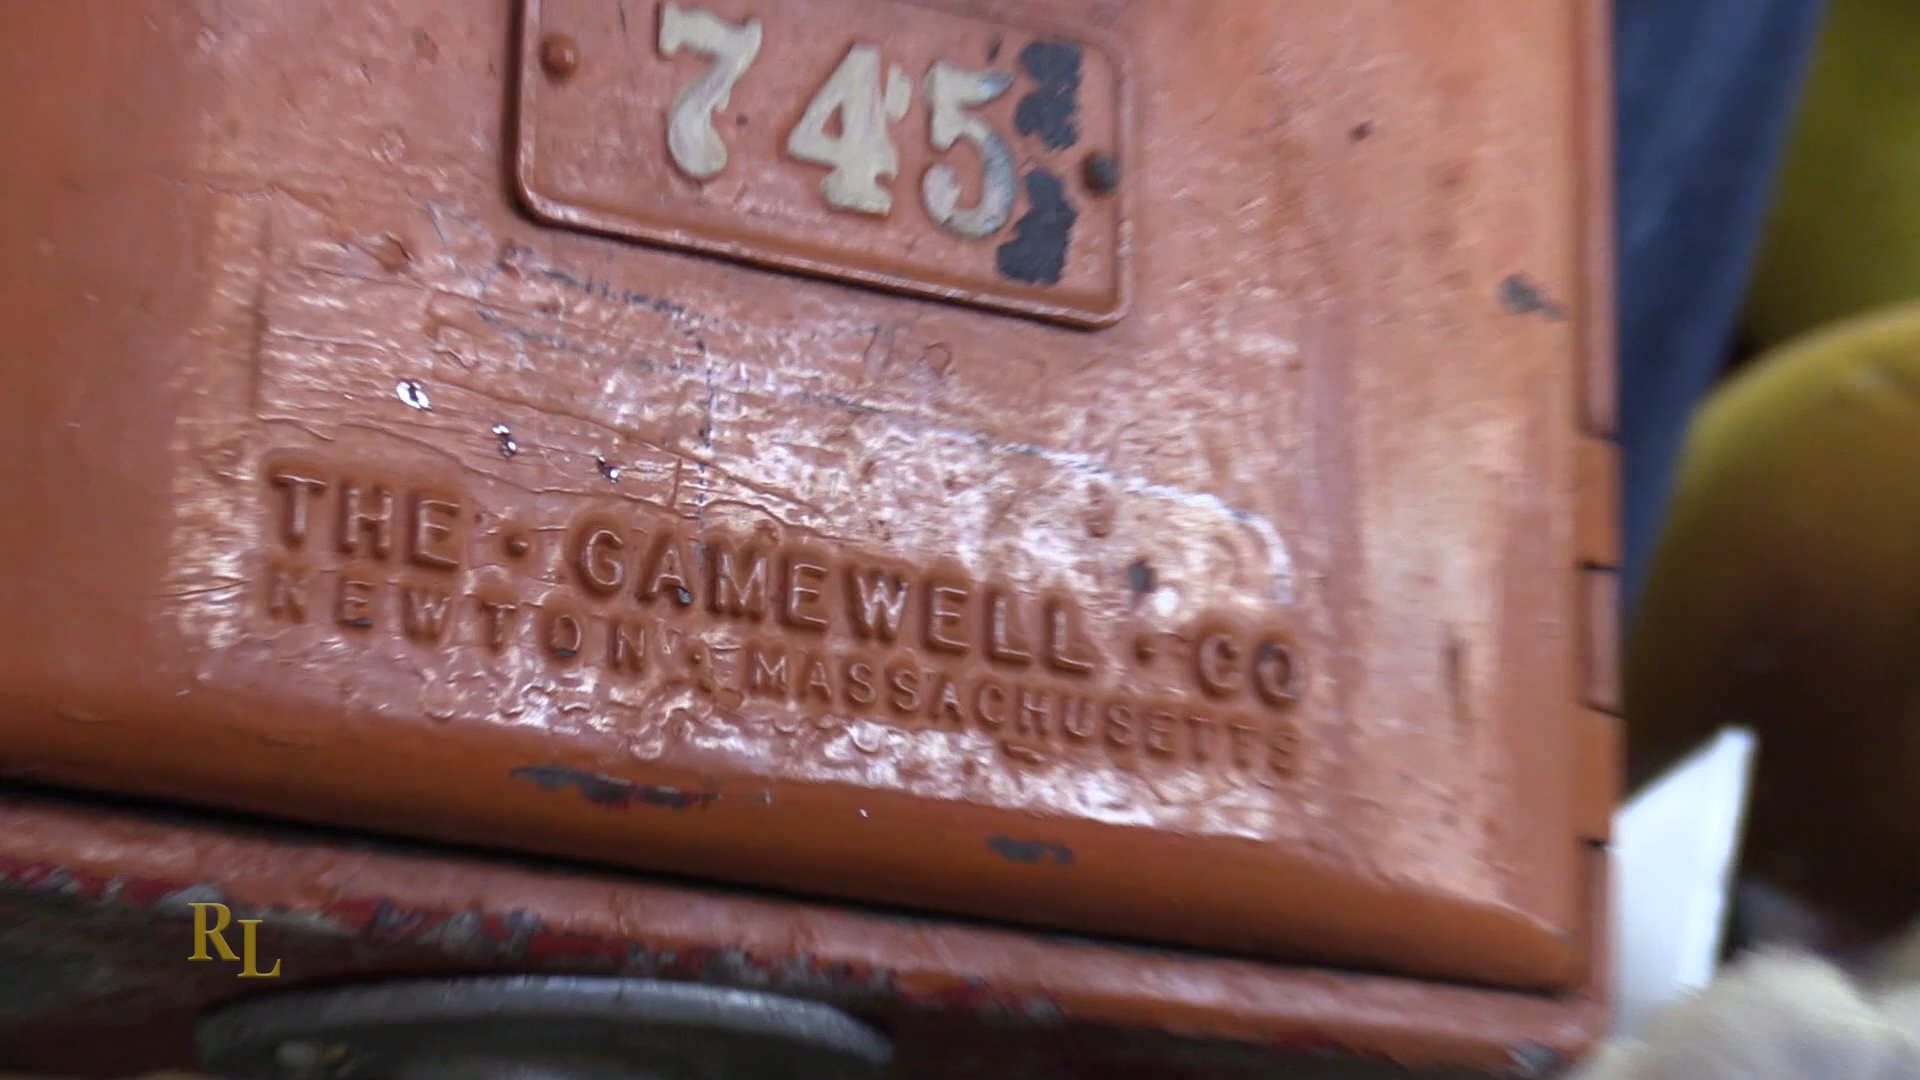 745
THE · GAMEWELL · CO
NEWTON · MASSACHUSETTS
RL